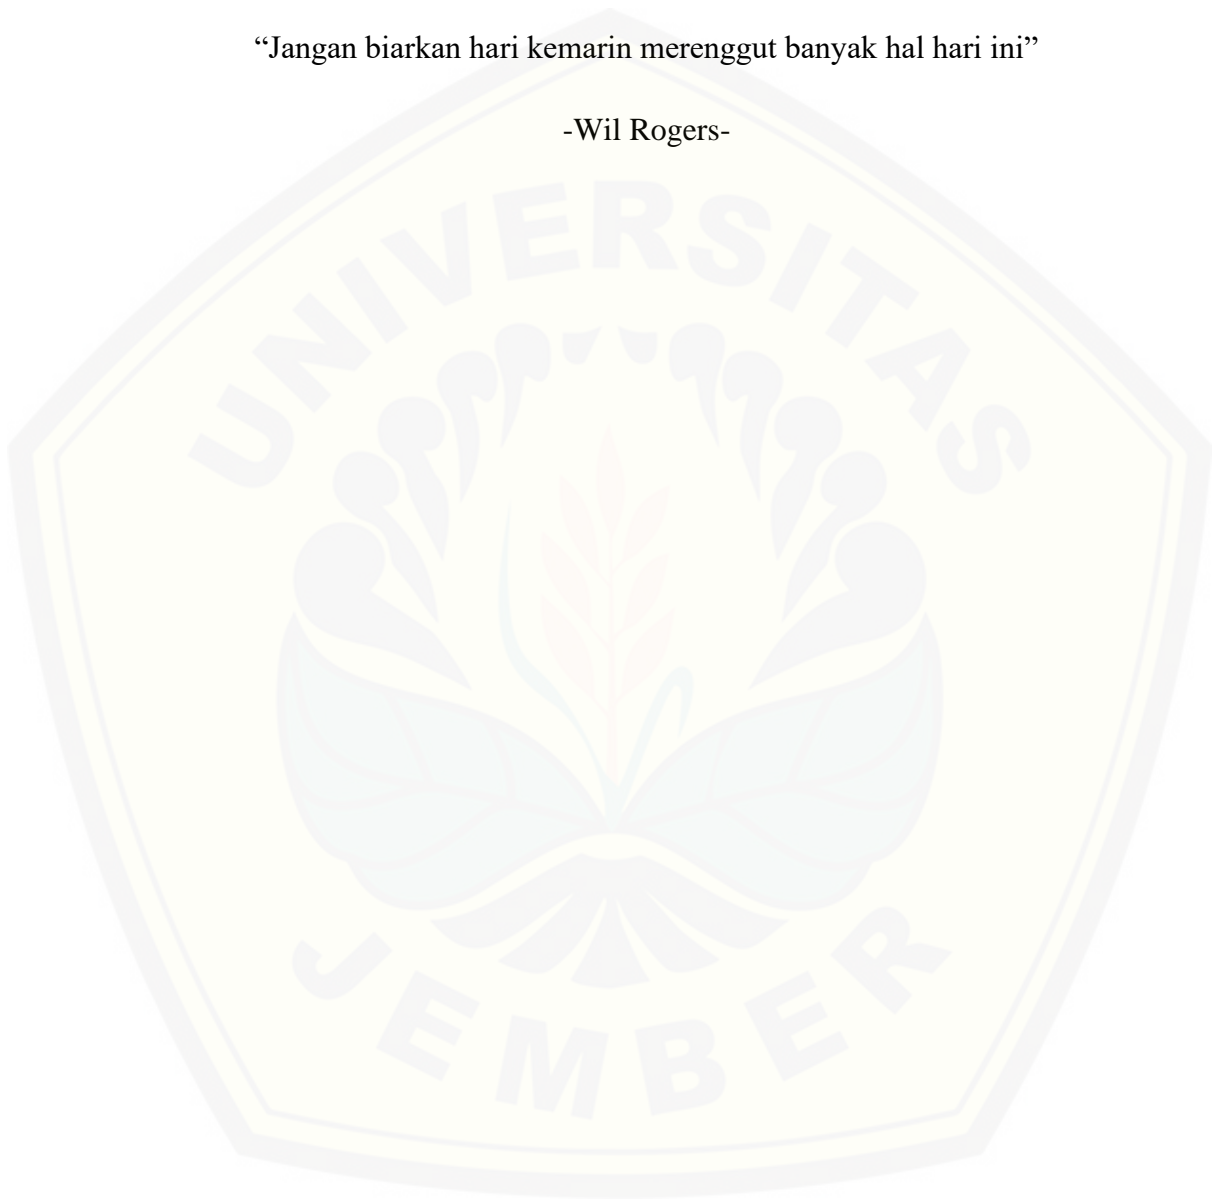 “Jangan biarkan hari kemarin merenggut banyak hal hari ini”
-Wil Rogers-
UNIVERSITAS
JEMBER